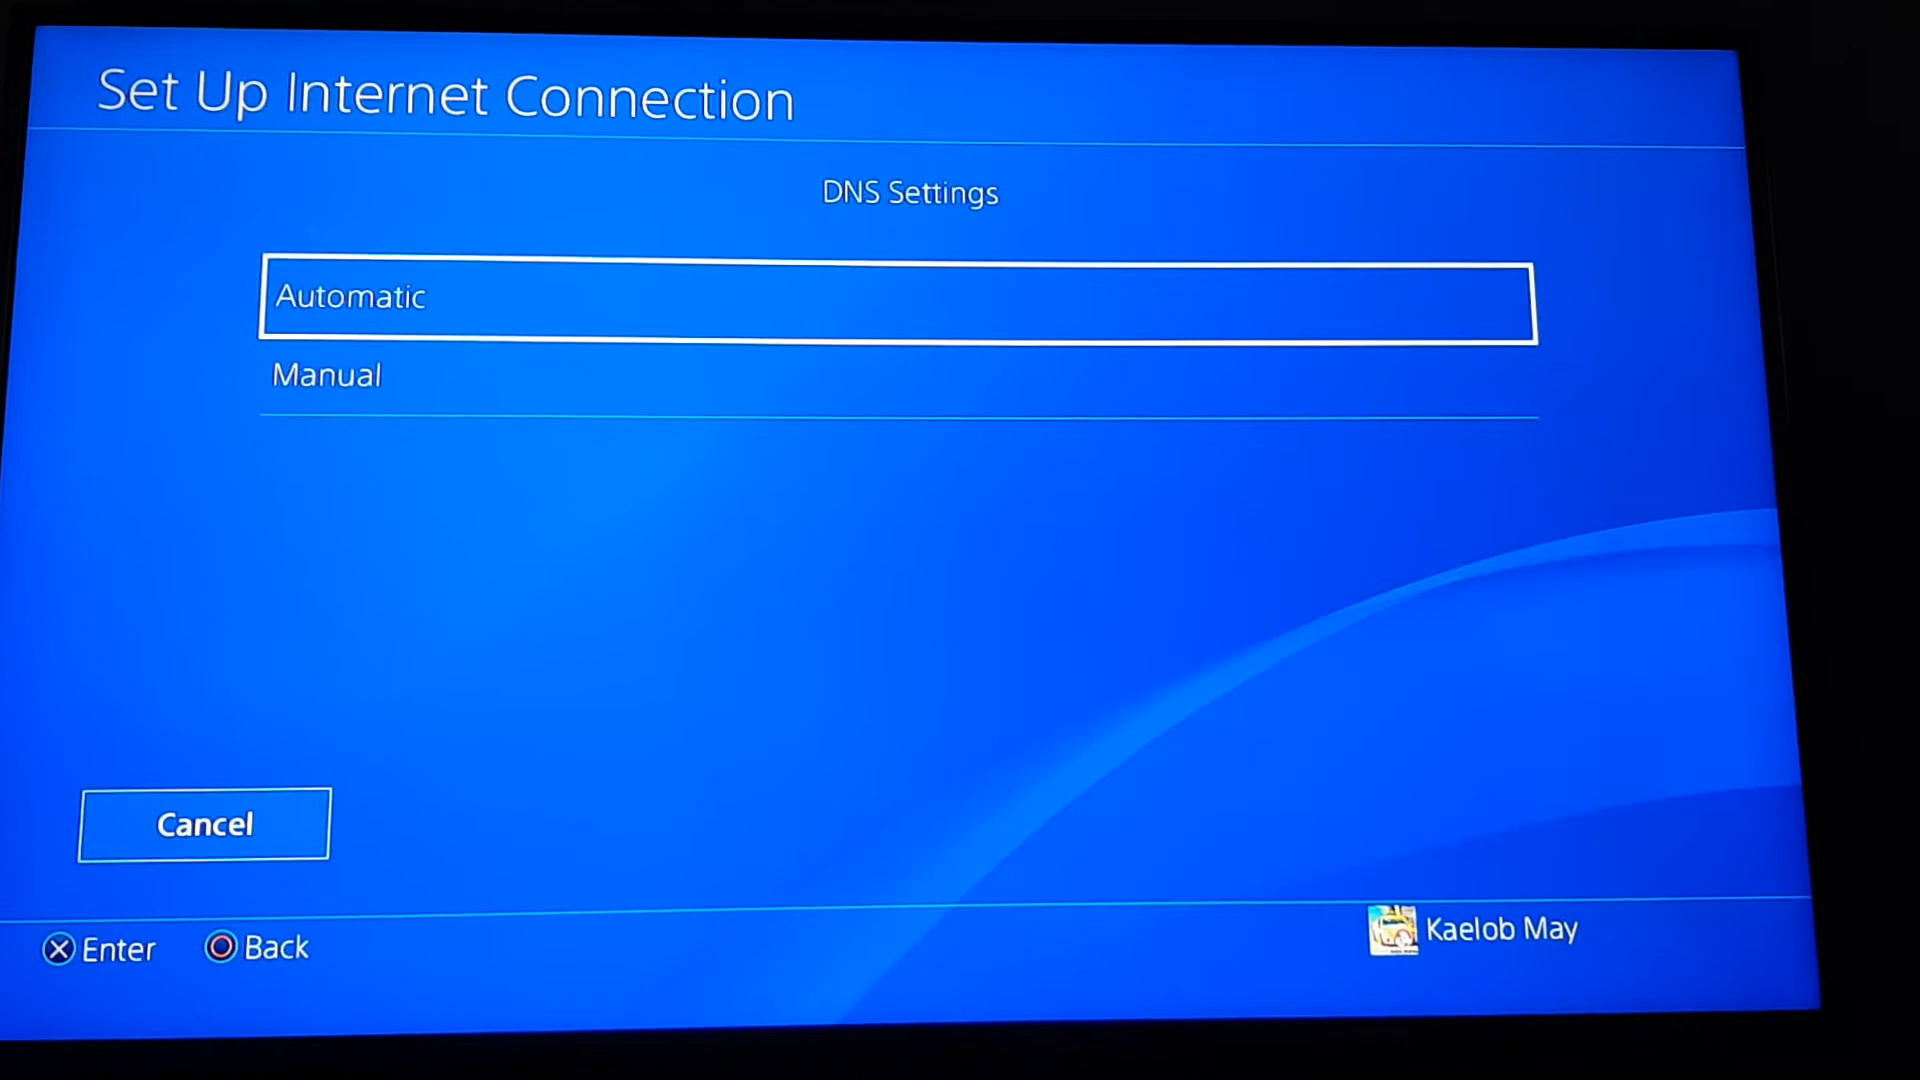 Set Up Internet Connection
DNS Settings
Automatic
Manual
Cancel
Enter
Back
Kaelob May